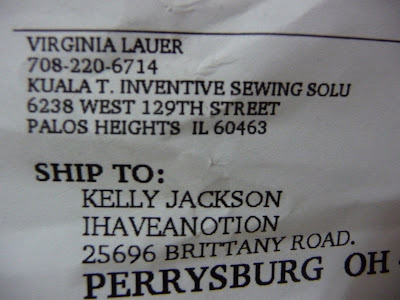 VIRGINIA LAUER
708-220-6714
KUALA T. INVENTIVE SEWING SOLU
6238 WEST 129TH STREET
PALOS HEIGHTS IL 60463
SHIP TO:
KELLY JACKSON
IHAVEANOTION
25696 BRITTANY ROAD.
PERRYSBURG OH